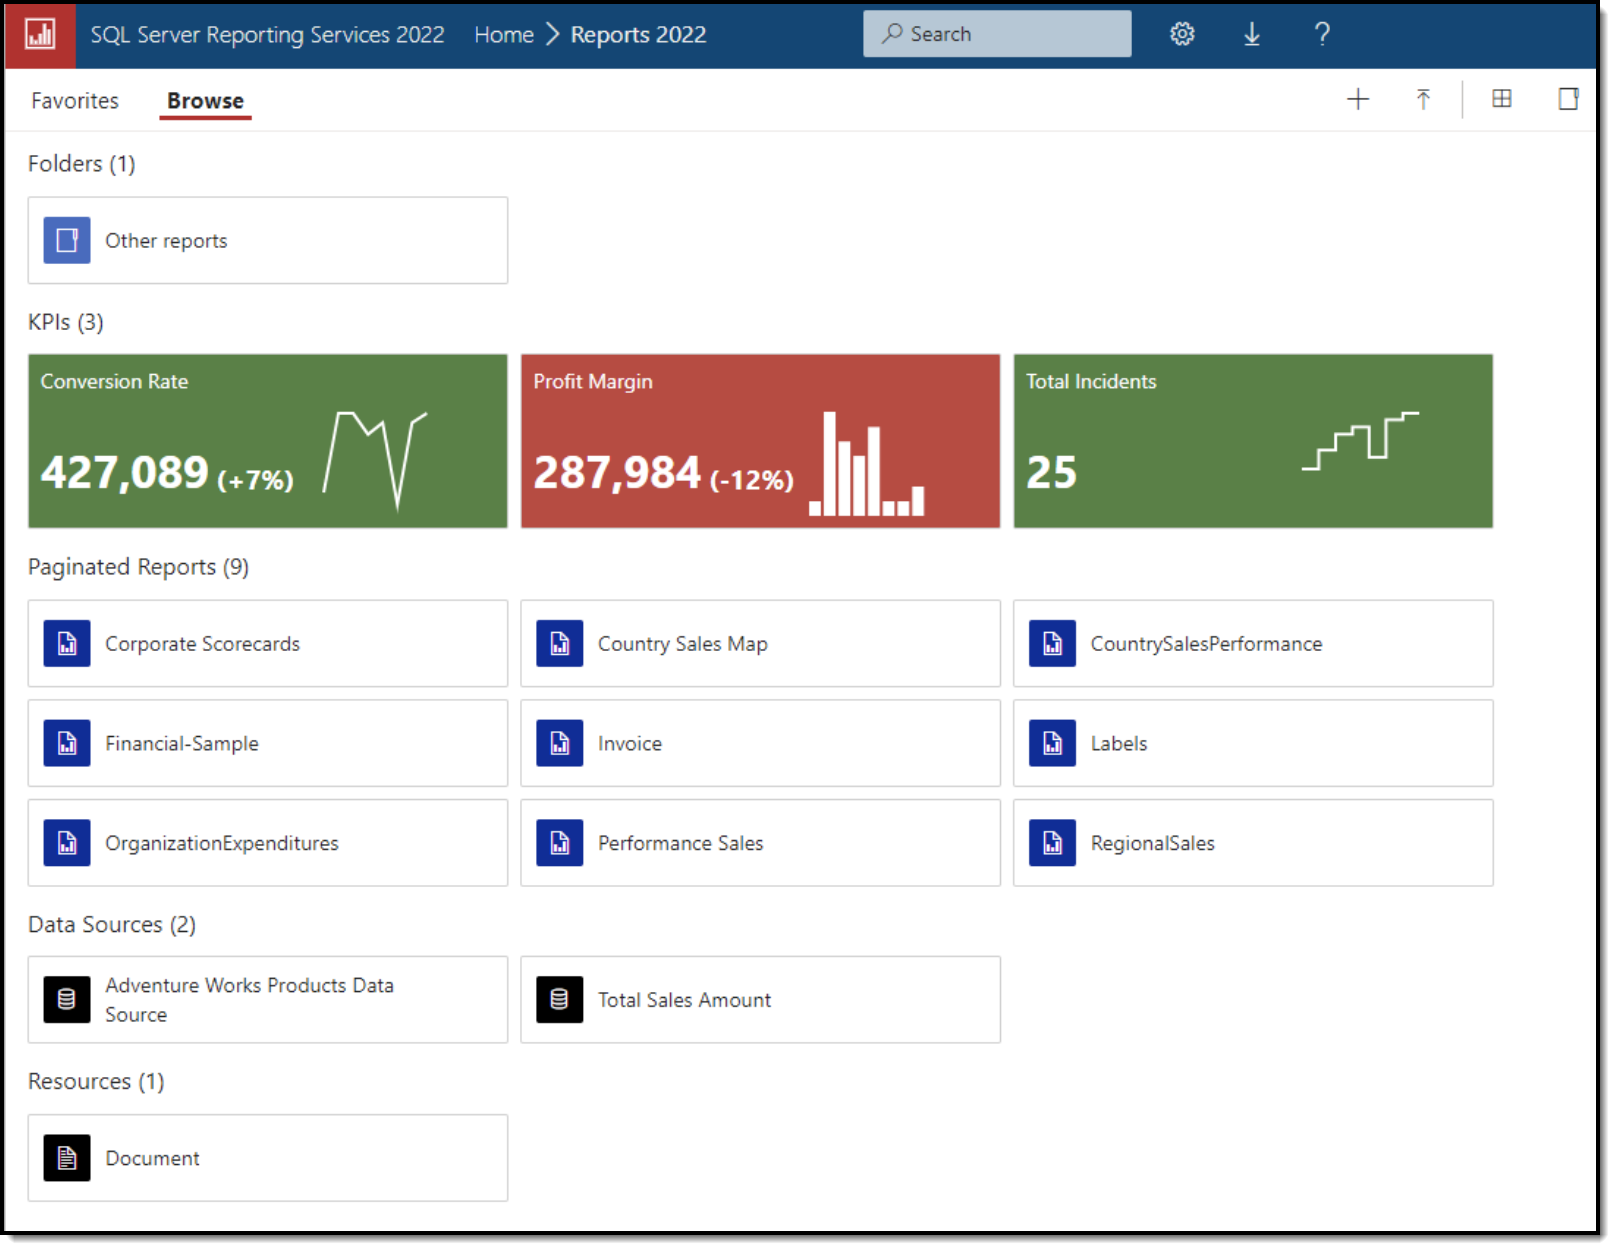 SQL Server Reporting Services 2022 Home > Reports 2022 Search ?
Favorites Browse
Folders (1)
Other reports
KPIs (3)
Conversion Rate
427,089 (+7%)
Profit Margin
287,984 (-12%)
Total Incidents
25
Paginated Reports (9)
Corporate Scorecards
Country Sales Map
CountrySalesPerformance
Financial-Sample
Invoice
Labels
OrganizationExpenditures
Performance Sales
RegionalSales
Data Sources (2)
Adventure Works Products Data
Source
Total Sales Amount
Resources (1)
Document